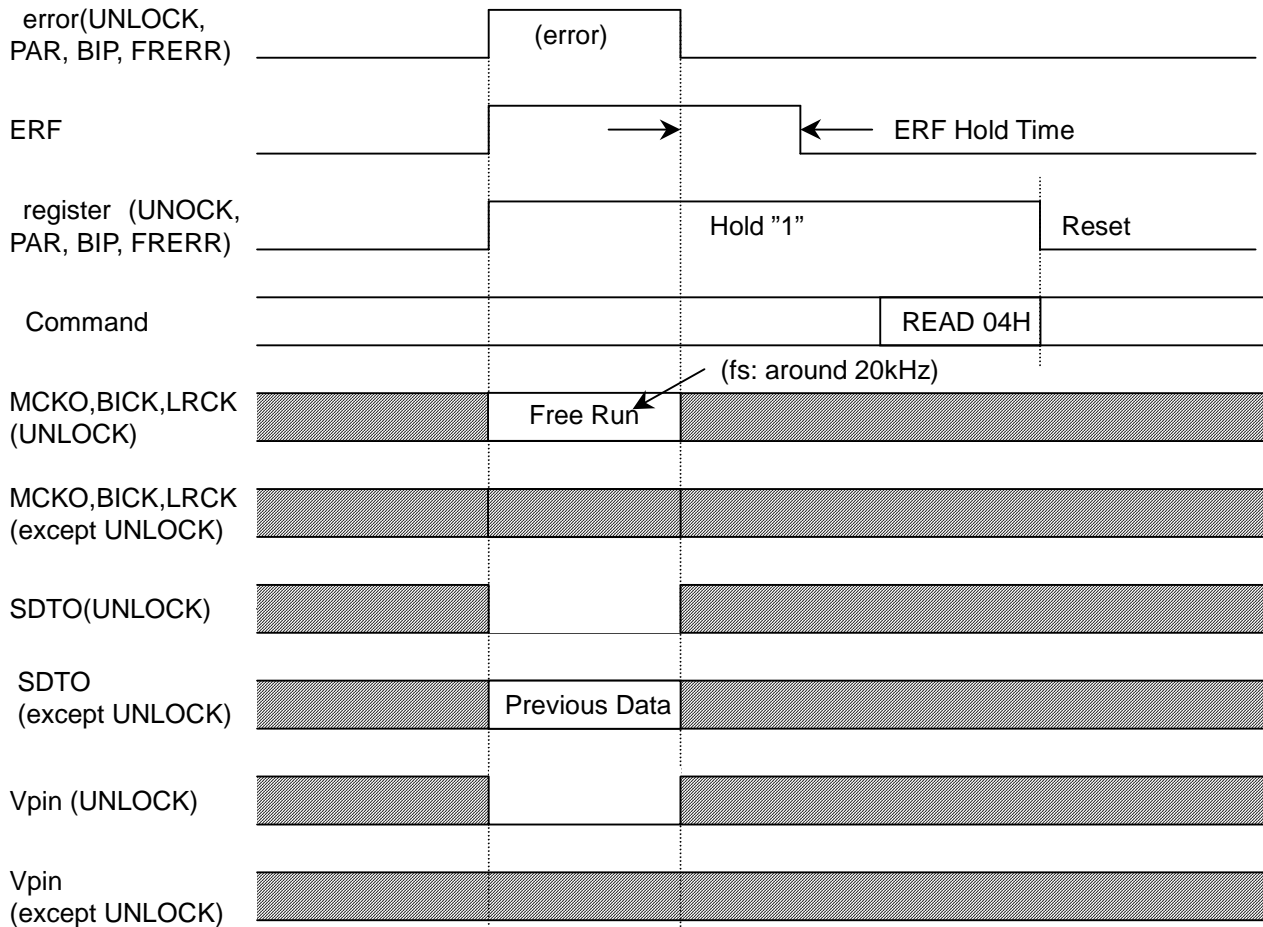 error(UNLOCK,
PAR, BIP, FRERR)
(error)
ERF
ERF Hold Time
register (UNOCK,
PAR, BIP, FRERR)
Hold ”1”
Reset
Command
READ 04H
(fs: around 20kHz)
MCKO,BICK,LRCK
(UNLOCK)
Free Run
MCKO,BICK,LRCK
(except UNLOCK)
SDTO(UNLOCK)
SDTO
(except UNLOCK)
Previous Data
Vpin (UNLOCK)
Vpin
(except UNLOCK)